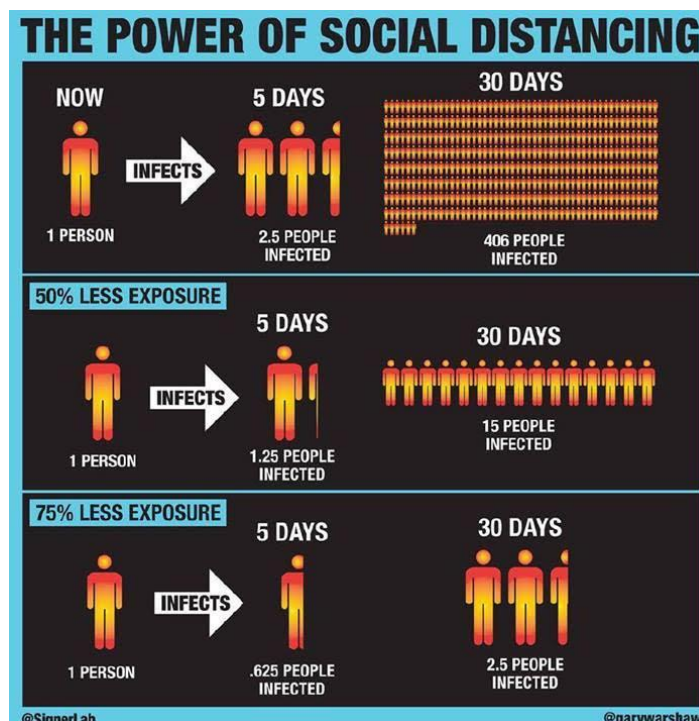 THE POWER OF SOCIAL DISTANCING
NOW
5 DAYS
30 DAYS
INFECTS
1 PERSON
2.5 PEOPLE
INFECTED
406 PEOPLE
INFECTED
50% LESS EXPOSURE
5 DAYS
30 DAYS
INFECTS
1 PERSON
1.25 PEOPLE
INFECTED
15 PEOPLE
INFECTED
75% LESS EXPOSURE
5 DAYS
30 DAYS
INFECTS
1 PERSON
.625 PEOPLE
INFECTED
2.5 PEOPLE
INFECTED
@SignerLab
@garywarshaw